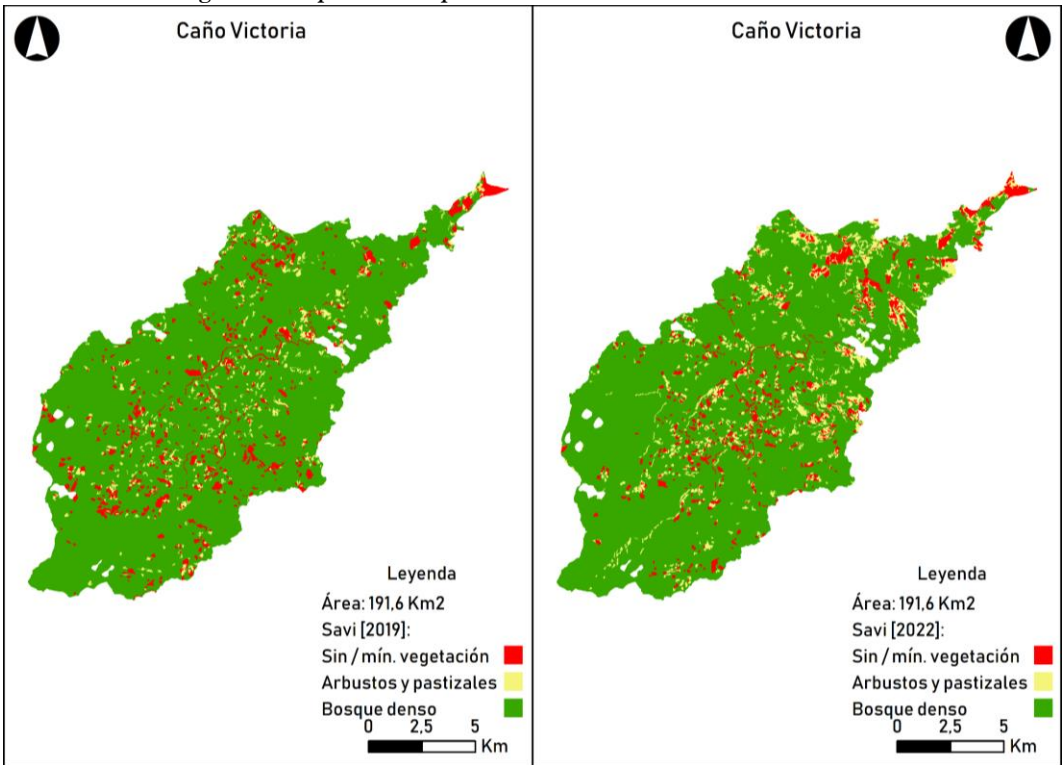 Caño Victoria
Leyenda
Área: 191,6 Km2
Savi [2019]:
Sin / mín. vegetación
Arbustos y pastizales
Bosque denso
0 2,5 5
Km
Caño Victoria
Leyenda
Área: 191,6 Km2
Savi [2022]:
Sin / mín. vegetación
Arbustos y pastizales
Bosque denso
0 2,5 5
Km